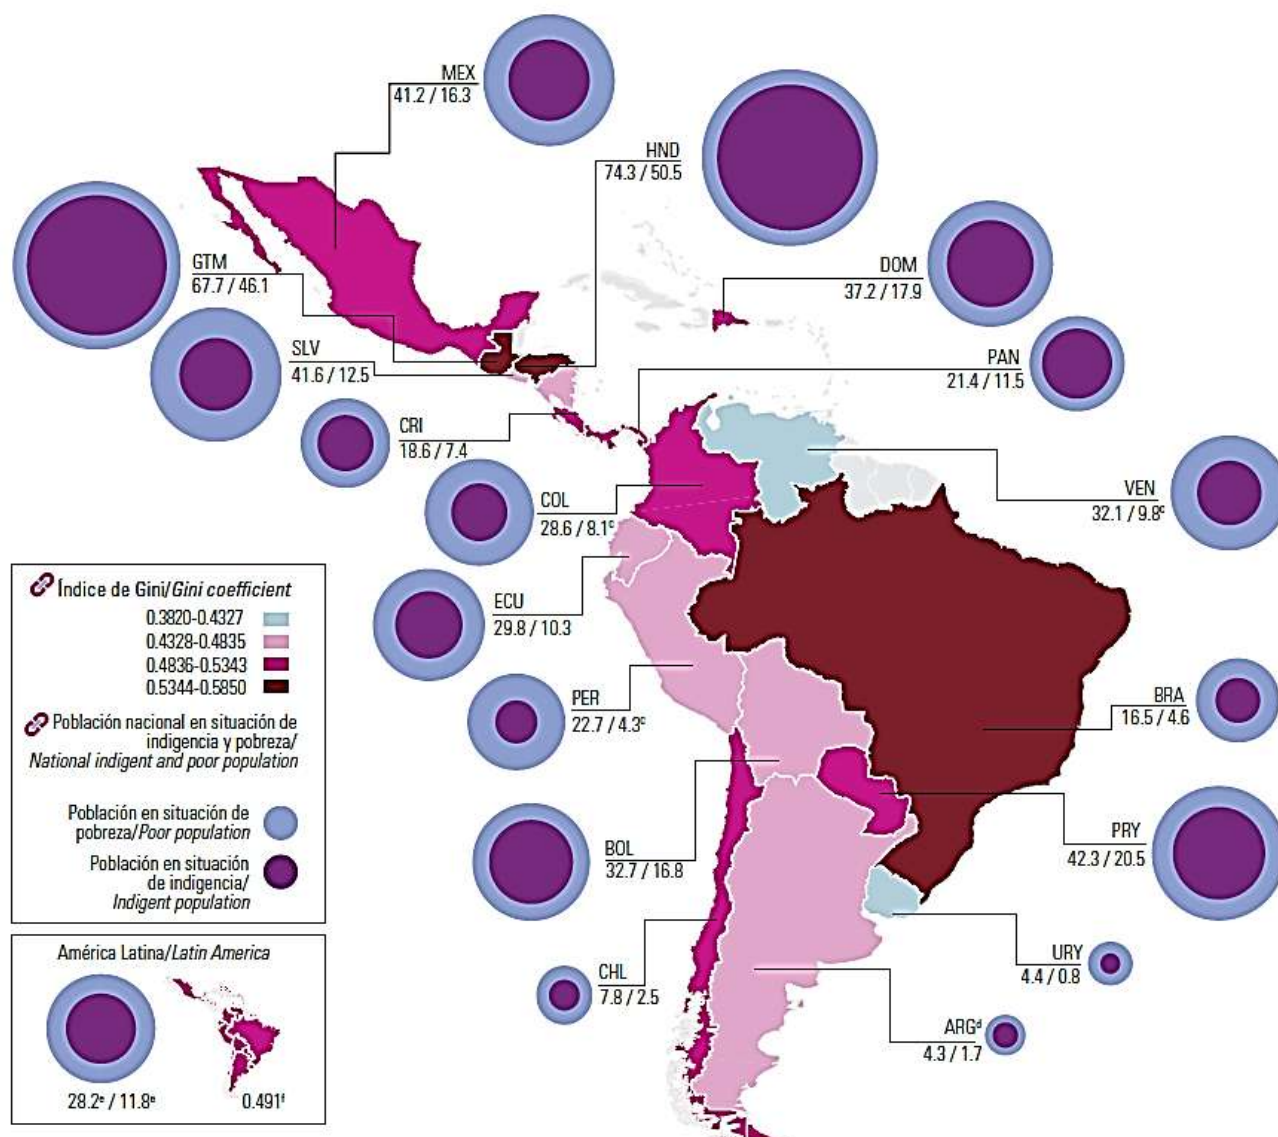 MEX
41.2 / 16.3
HND
74.3 / 50.5
GTM
67.7 / 46.1
DOM
37.2 / 17.9
SLV
41.6 / 12.5
PAN
21.4 / 11.5
CRI
18.6 / 7.4
COL
28.6 / 8.1ᶜ
VEN
32.1 / 9.8ᶜ
ECU
29.8 / 10.3
PER
22.7 / 4.3ᶜ
BRA
16.5 / 4.6
BOL
32.7 / 16.8
PRY
42.3 / 20.5
CHL
7.8 / 2.5
URY
4.4 / 0.8
ARGᵈ
4.3 / 1.7
Índice de Gini/Gini coefficient
0.3820-0.4327
0.4328-0.4835
0.4836-0.5343
0.5344-0.5850
Población nacional en situación de
indigencia y pobreza/
National indigent and poor population
Población en situación de
pobreza/Poor population
Población en situación
de indigencia/
Indigent population
América Latina/Latin America
28.2ᵉ / 11.8ᵉ
0.491ᶠ